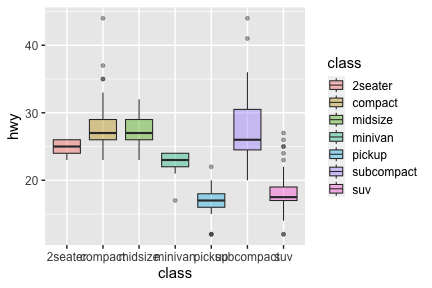 hwy
40
30
20
2seater compact midsize minivan pickup subcompact suv
class
class
2seater
compact
midsize
minivan
pickup
subcompact
suv